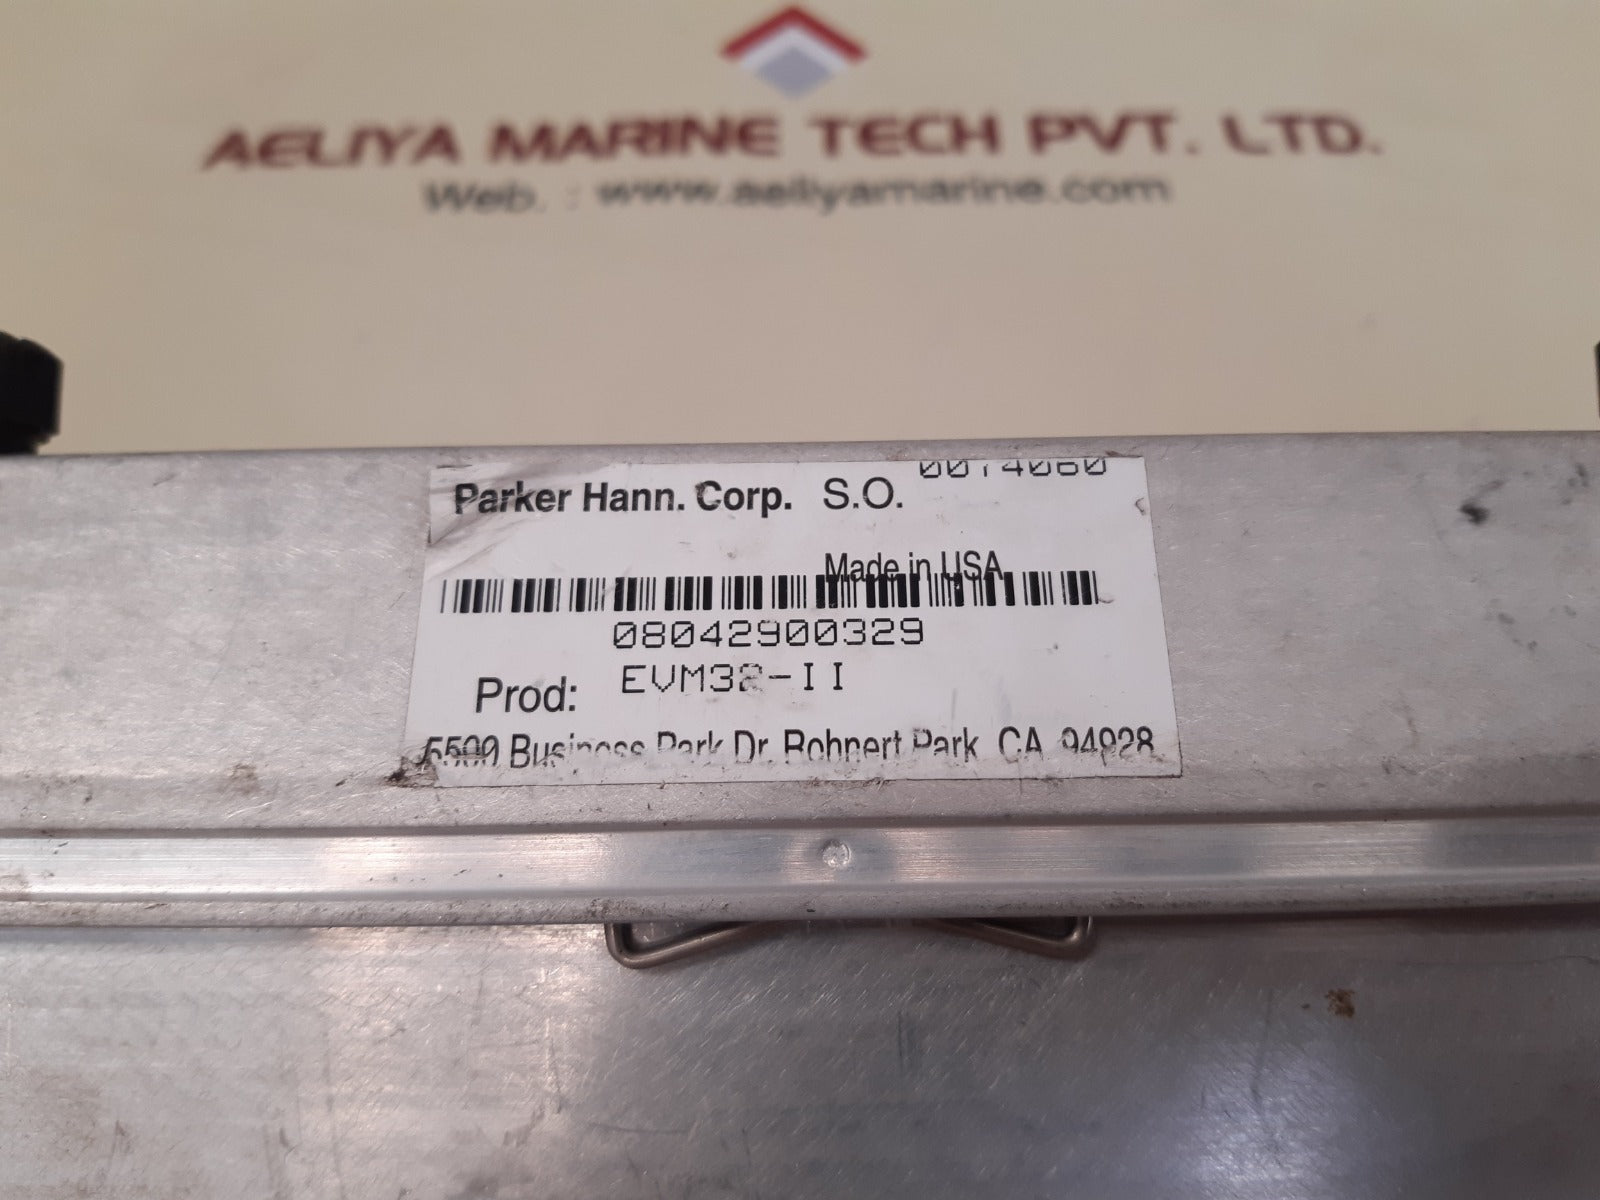 AELIYA MARINE TECH PVT. LTD.
Web. : www.aeliyamarine.com
Parker Hann. Corp. S.O.
Made in USA
08042900329
Prod: EVM32-II
5500 Business Park Dr. Rohnert Park, CA. 94928